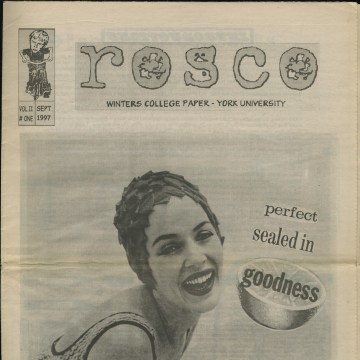 rosco
VOL II SEPT.
# ONE 1997
WINTERS COLLEGE PAPER - YORK UNIVERSITY
perfect
sealed in
goodness